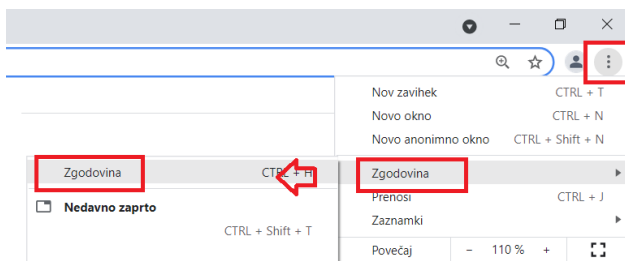 Nov zavihek CTRL + T
Novo okno CTRL + N
Novo anonimno okno CTRL + Shift + N
Zgodovina
Prenosi CTRL + J
Zaznamki
Povečaj - 110 % +
Zgodovina CTRL + H
Nedavno zaprto
CTRL + Shift + T